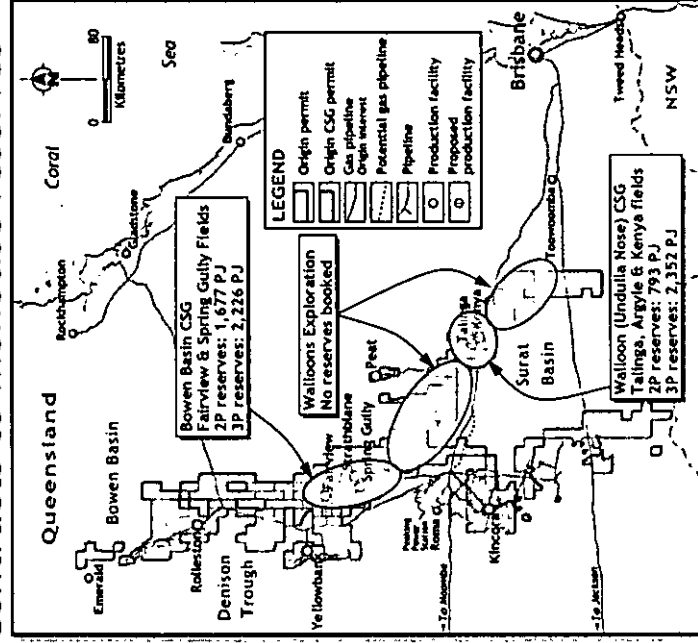 Queensland
Coral
Sea
N
0 80
Kilometres
Rockhampton
Gladstone
Bundaberg
Emerald
Bowen Basin
Rolleston
Denison
Trough
Yellowbank
Bowen Basin CSG
Fairview & Spring Gully Fields
2P reserves: 1,677 PJ
3P reserves: 2,226 PJ
Fairview
Strathblane
Spring Gully
Walloons Exploration
No reserves booked
Peat
Talinga
Kenya
Surat
Basin
Peaking
Power
Station
Roma
Kincora
To Moomba
To Jackson
LEGEND
Origin permit
Origin CSG permit
Gas pipeline
Origin interest
Potential gas pipeline
Pipeline
Production facility
Proposed
production facility
Brisbane
Toowoomba
Tweed Heads
NSW
Walloon (Undulla Nose) CSG
Talinga, Argyle & Kenya fields
2P reserves: 793 PJ
3P reserves: 2,352 PJ